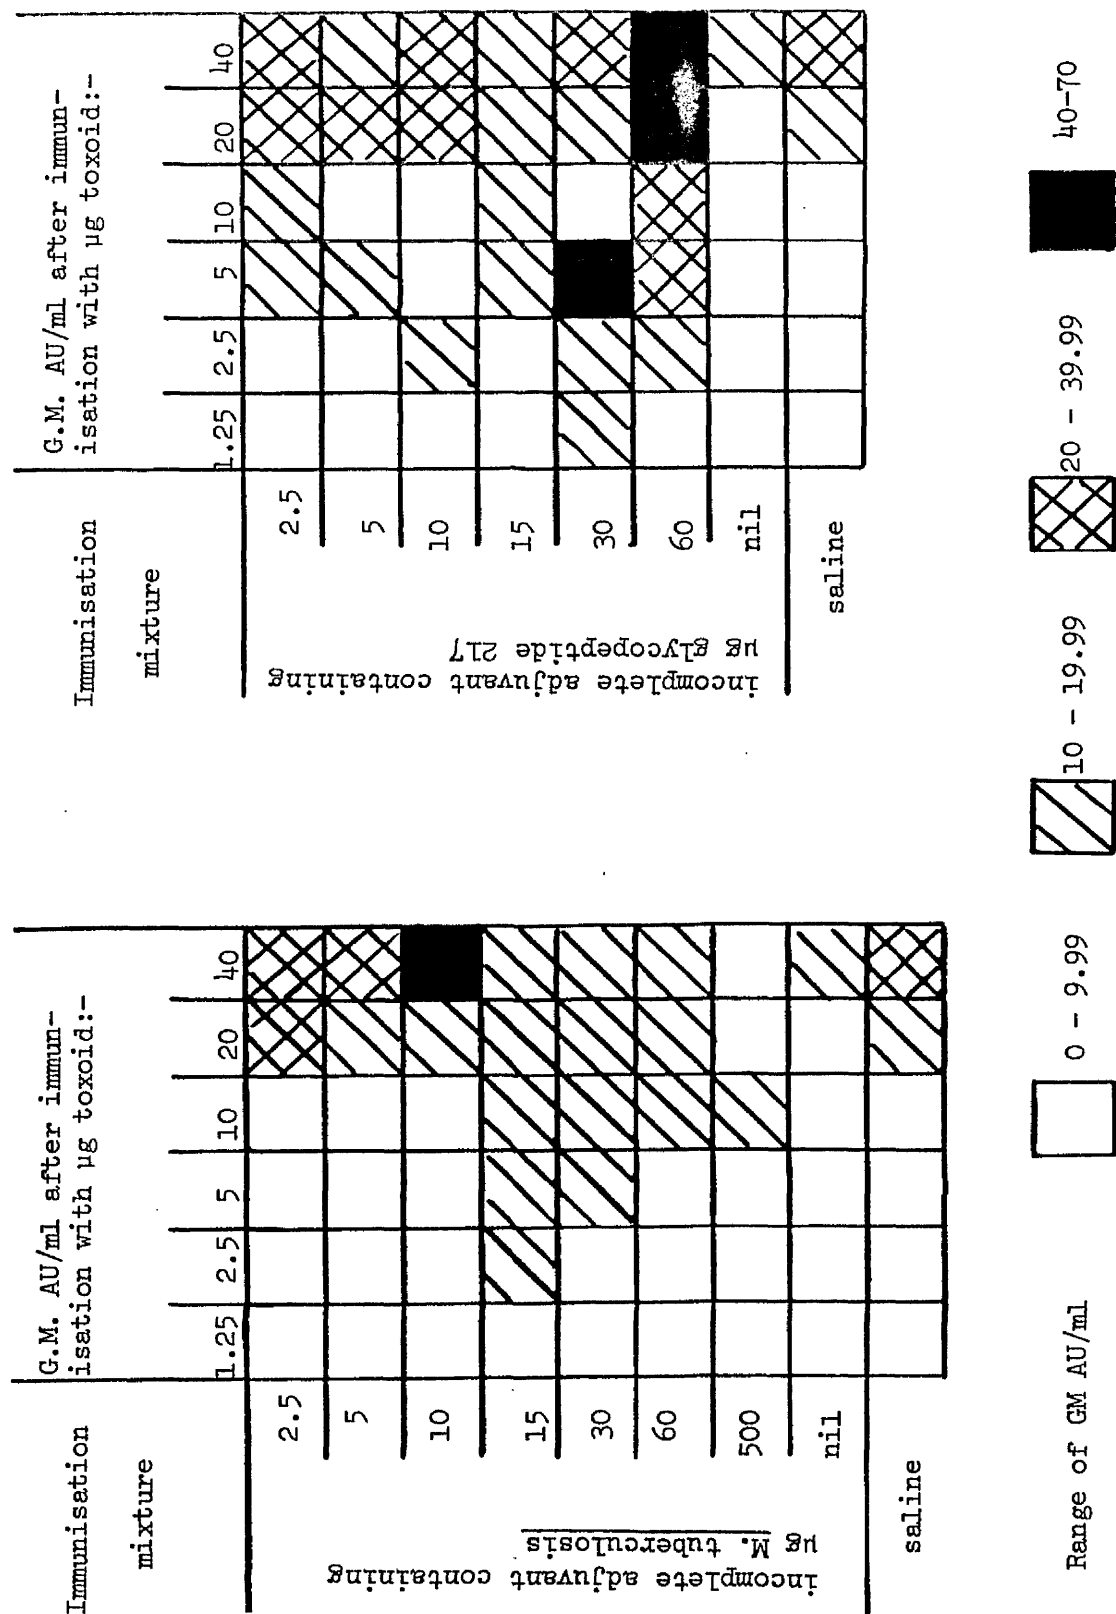 Immunisation
mixture
G.M. AU/ml after immun-
isation with µg toxoid:-
1.25 2.5 5 10 20 40
incomplete adjuvant containing
µg M. tuberculosis
2.5
5
10
15
30
60
500
nil
saline
Immunisation
mixture
G.M. AU/ml after immun-
isation with µg toxoid:-
1.25 2.5 5 10 20 40
incomplete adjuvant containing
µg glycopeptide 217
2.5
5
10
15
30
60
nil
saline
Range of GM AU/ml 0 - 9.99 10 - 19.99 20 - 39.99 40-70